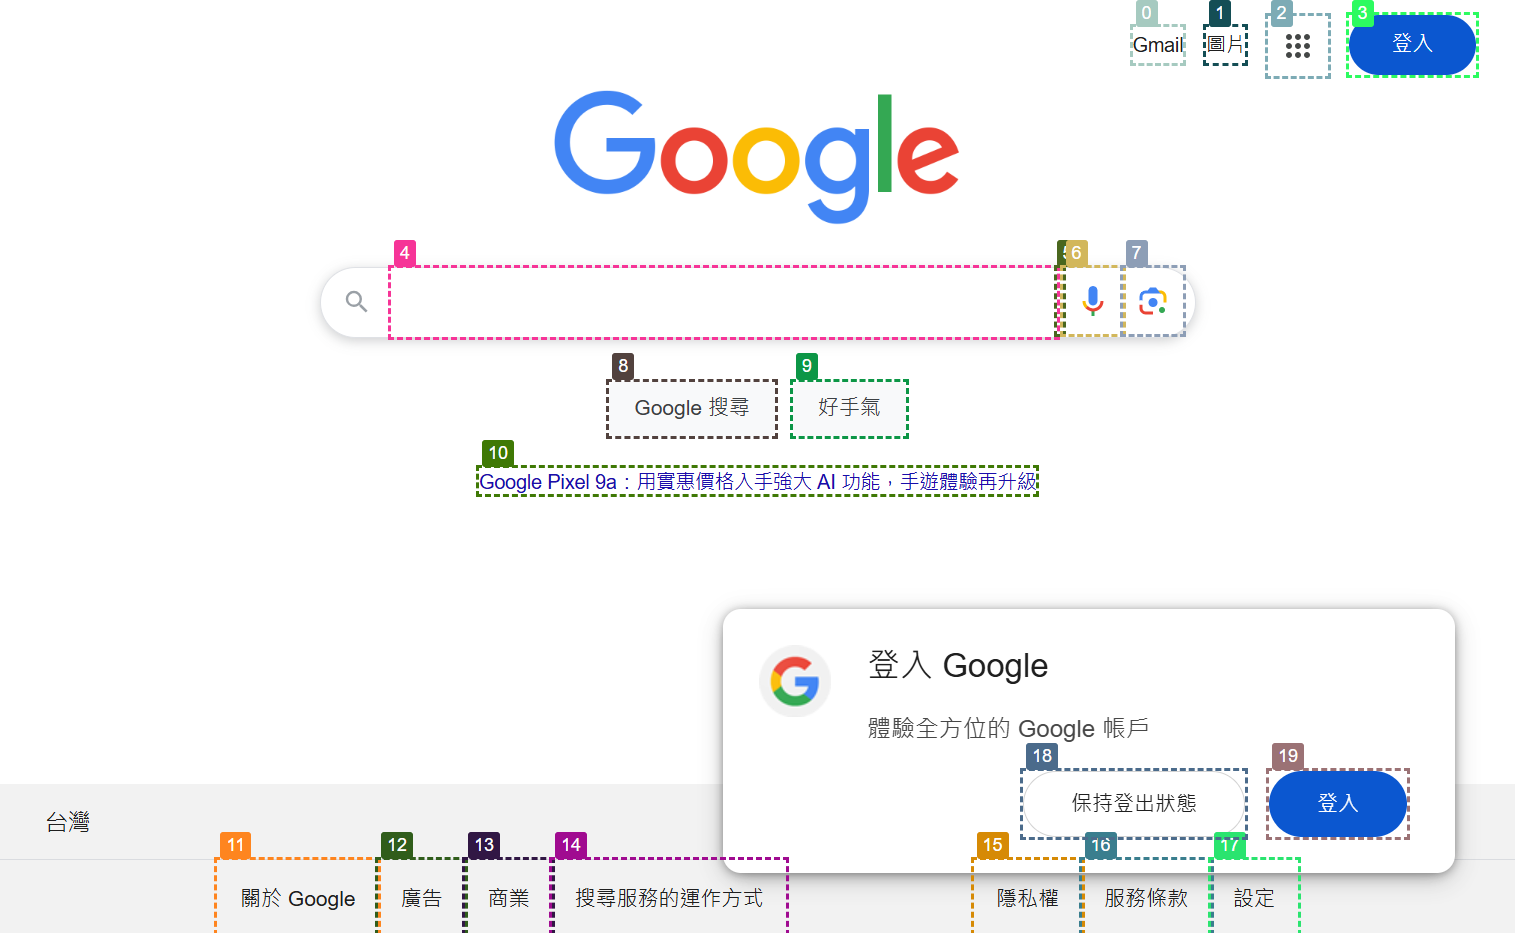 0
1
2
3
Gmail
圖片
登入
Google
4
5
6
7
8
9
Google 搜尋
好手氣
10
Google Pixel 9a：用實惠價格入手強大 AI 功能，手遊體驗再升級
登入 Google
體驗全方位的 Google 帳戶
18
19
保持登出狀態
登入
台灣
11
12
13
14
15
16
17
關於 Google
廣告
商業
搜尋服務的運作方式
隱私權
服務條款
設定